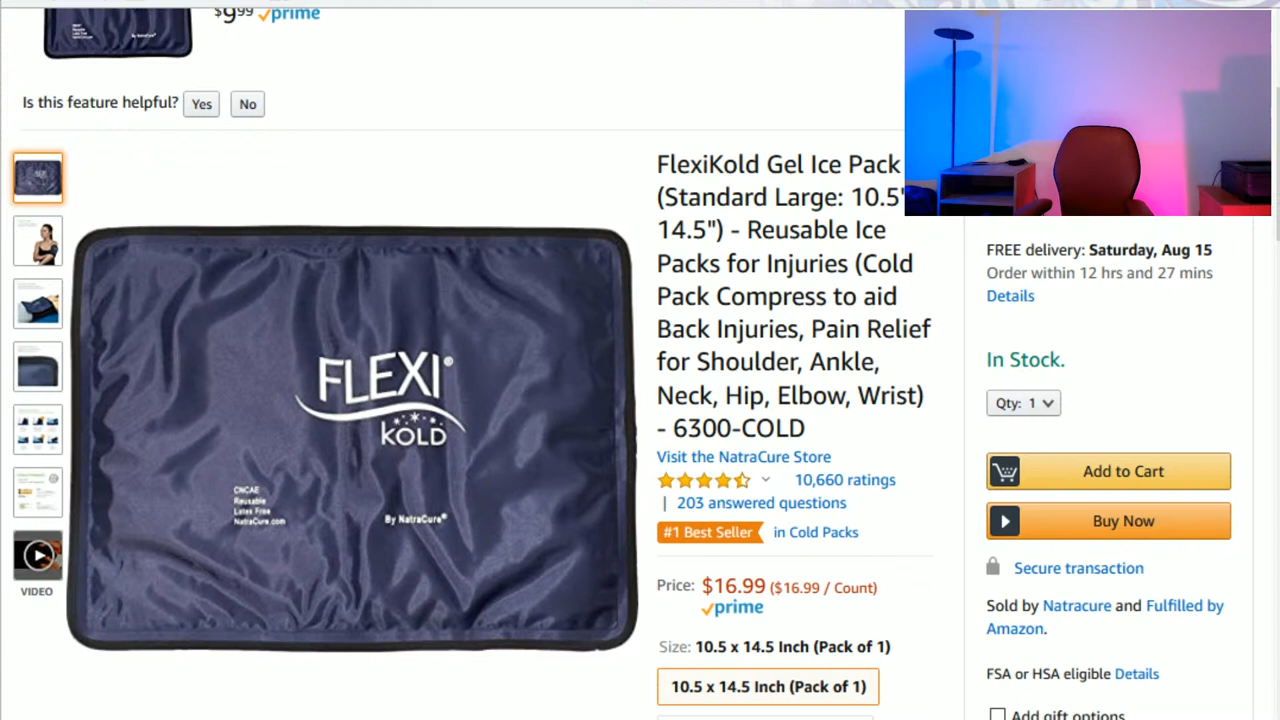 $9.99 prime
Is this feature helpful? Yes No
FlexiKold Gel Ice Pack
(Standard Large: 10.5"
14.5") - Reusable Ice
Packs for Injuries (Cold
Pack Compress to aid
Back Injuries, Pain Relief
for Shoulder, Ankle,
Neck, Hip, Elbow, Wrist)
- 6300-COLD
Visit the NatraCure Store
10,660 ratings
| 203 answered questions
#1 Best Seller in Cold Packs
Price: $16.99 ($16.99 / Count)
prime
Size: 10.5 x 14.5 Inch (Pack of 1)
10.5 x 14.5 Inch (Pack of 1)
FLEXI®
KOLD
CNCAE
Reusable
Latex Free
NatraCure.com
By NatraCure®
VIDEO
FREE delivery: Saturday, Aug 15
Order within 12 hrs and 27 mins
Details
In Stock.
Qty: 1
Add to Cart
Buy Now
Secure transaction
Sold by Natracure and Fulfilled by
Amazon.
FSA or HSA eligible Details
Add gift options